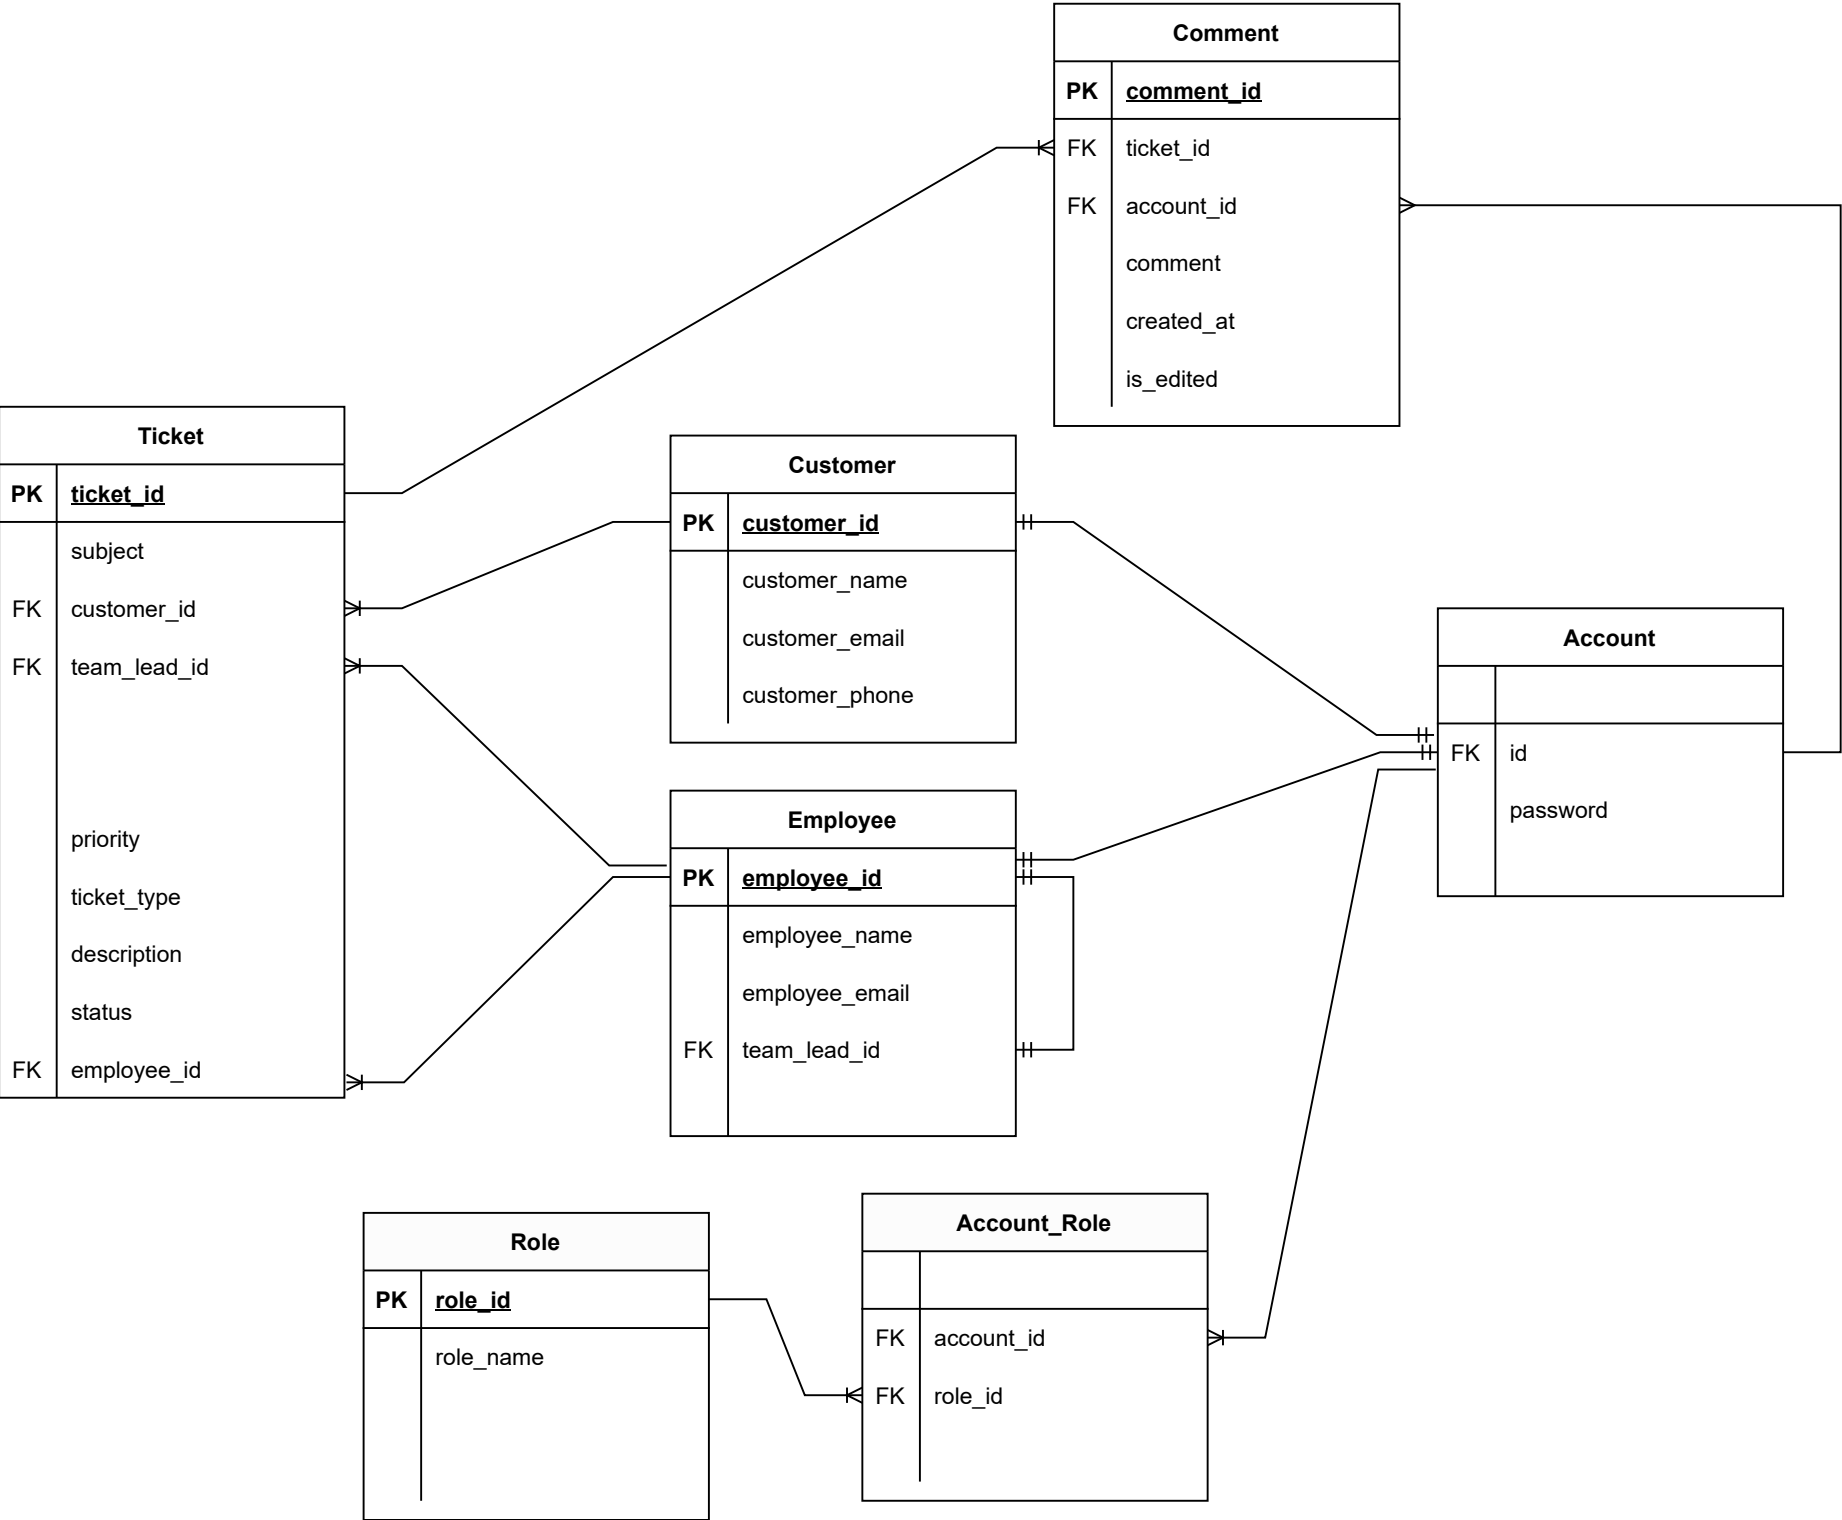 Comment
PK comment_id
FK ticket_id
FK account_id
comment
created_at
is_edited
Ticket
PK ticket_id
subject
FK customer_id
FK team_lead_id
priority
ticket_type
description
status
FK employee_id
Customer
PK customer_id
customer_name
customer_email
customer_phone
Employee
PK employee_id
employee_name
employee_email
FK team_lead_id
Account
FK id
password
Role
PK role_id
role_name
Account_Role
FK account_id
FK role_id